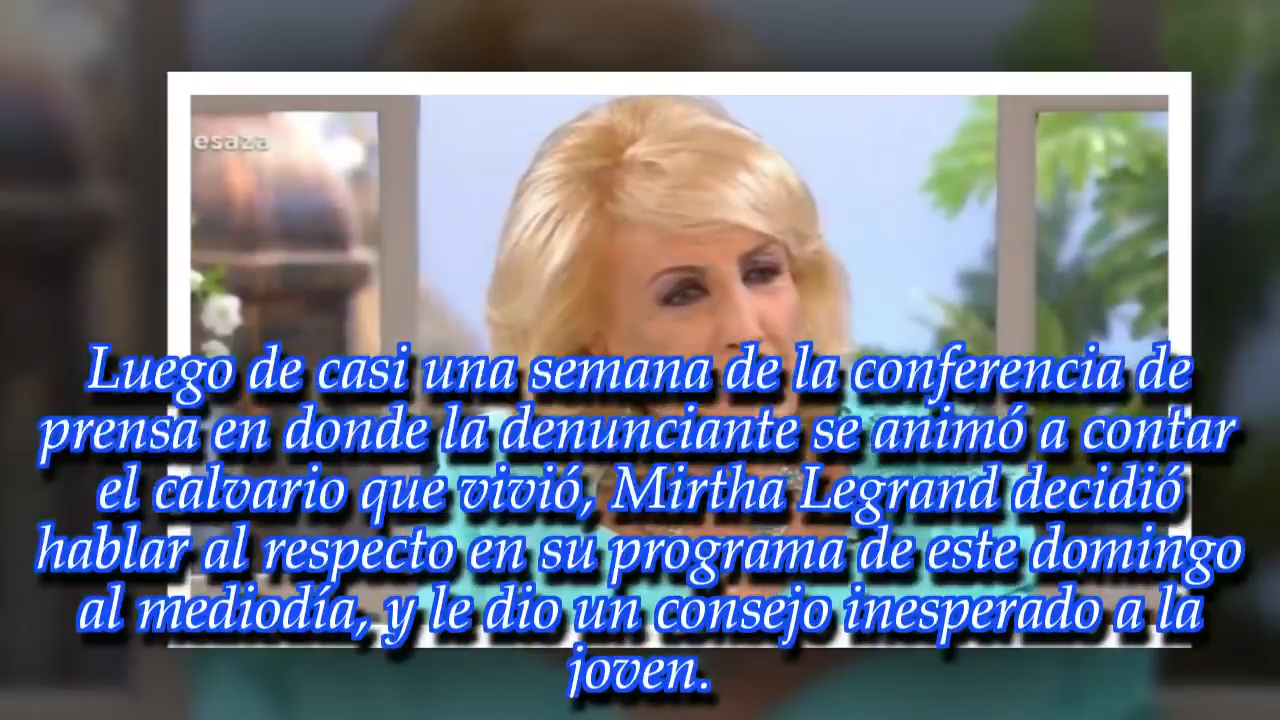 esaza
Luego de casi una semana de la conferencia de
prensa en donde la denunciante se animó a contar
el calvario que vivió, Mirtha Legrand decidió
hablar al respecto en su programa de este domingo
al mediodía, y le dio un consejo inesperado a la
joven.